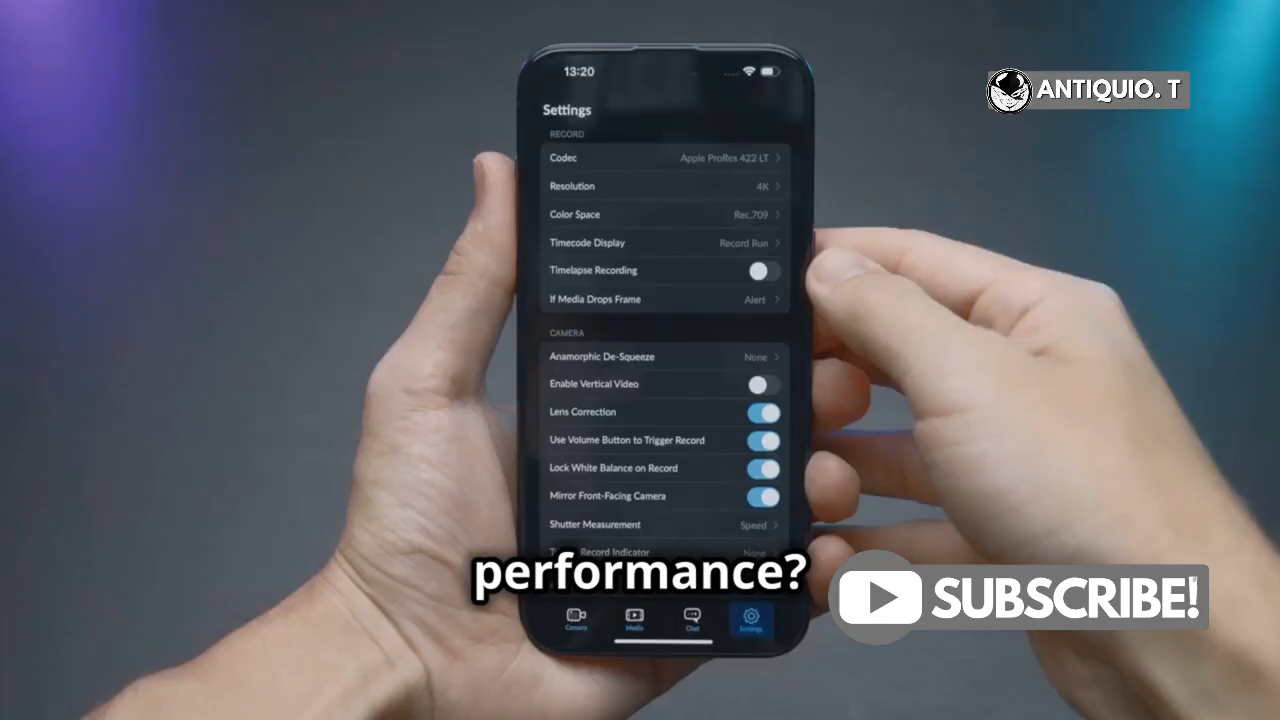 13:20
ANTIQUIO. T
Settings
RECORD
Codec Apple ProRes 422 LT
Resolution 4K
Color Space Rec.709
Timecode Display Record Run
Timelapse Recording
If Media Drops Frame Alert
CAMERA
Anamorphic De-Squeeze None
Enable Vertical Video
Lens Correction
Use Volume Button to Trigger Record
Lock White Balance on Record
Mirror Front-Facing Camera
Shutter Measurement Speed
Record Indicator None
performance?
SUBSCRIBE!
Camera Media Chat Settings